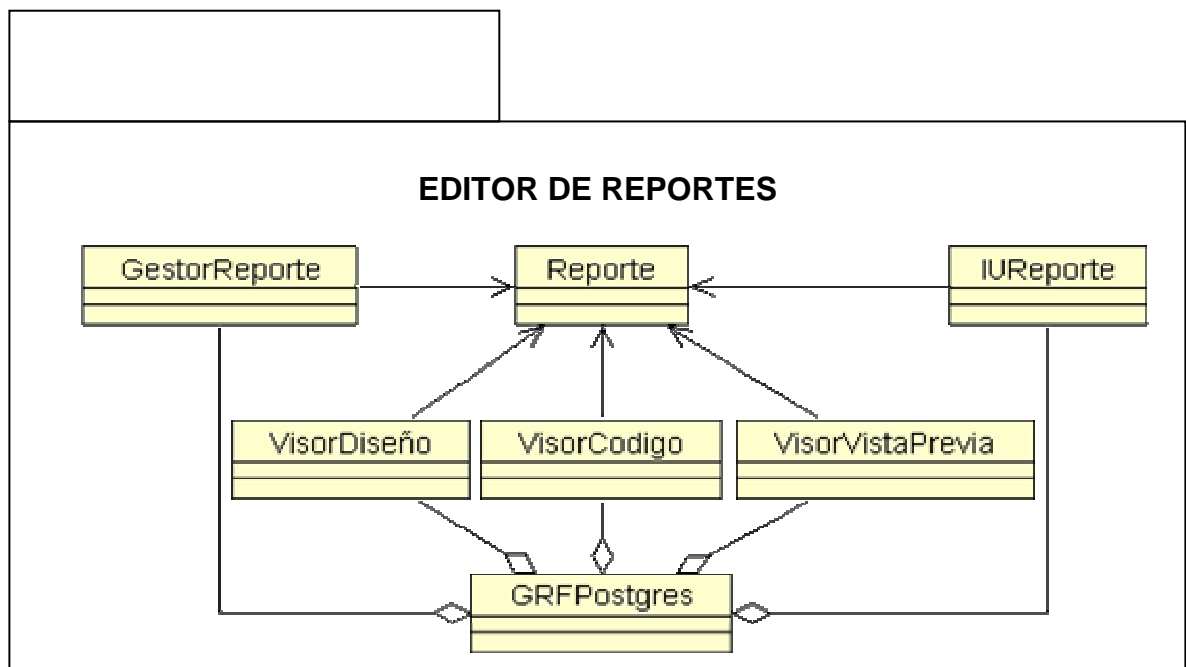 EDITOR DE REPORTES
GestorReporte
Reporte
IUReporte
VisorDiseño
VisorCodigo
VisorVistaPrevia
GRFPostgres